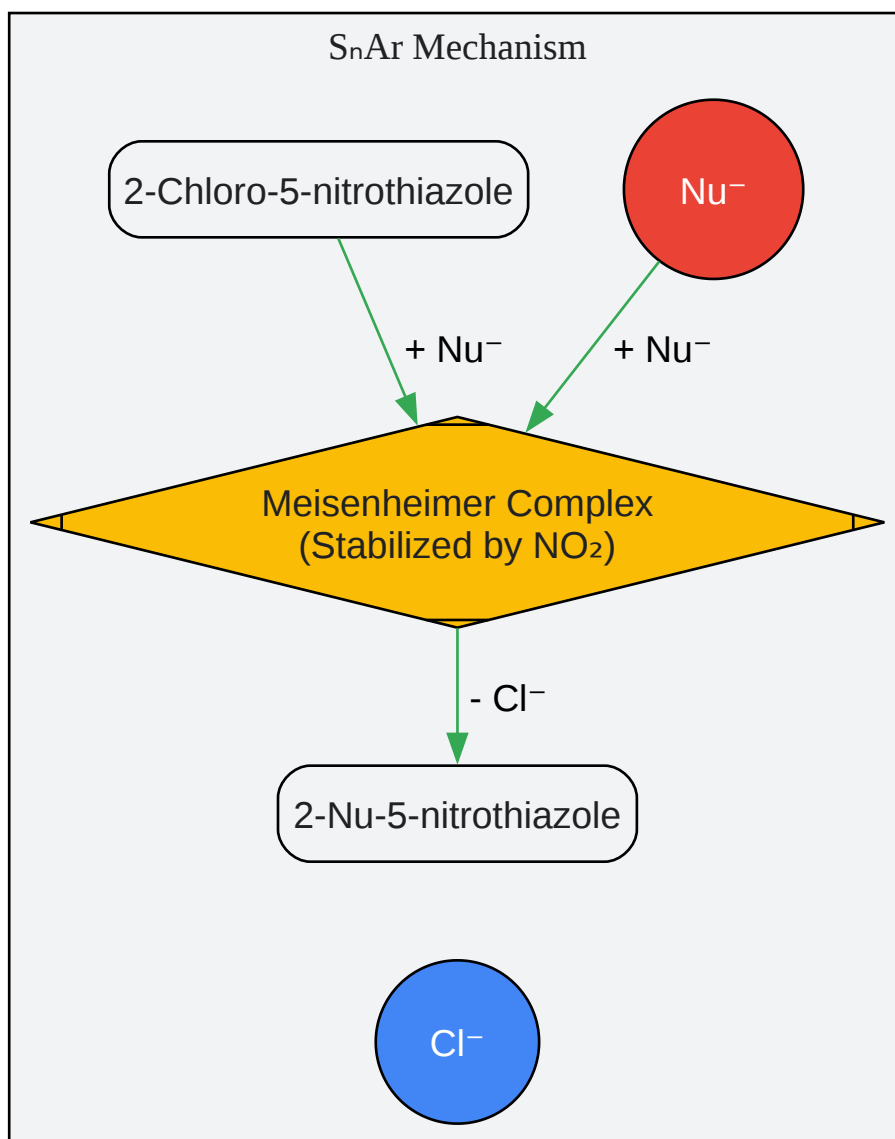 SₙAr Mechanism
2-Chloro-5-nitrothiazole
Nu⁻
+ Nu⁻
+ Nu⁻
Meisenheimer Complex
(Stabilized by NO₂)
- Cl⁻
2-Nu-5-nitrothiazole
Cl⁻